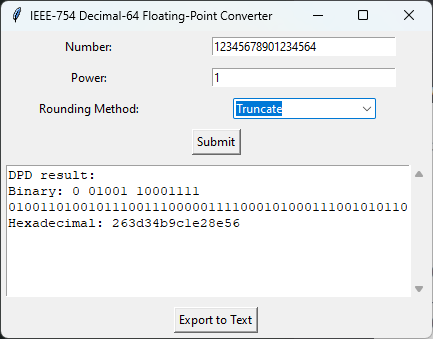 IEEE-754 Decimal-64 Floating-Point Converter
Number: 12345678901234564
Power: 1
Rounding Method: Truncate
Submit
DPD result:
Binary: 0 01001 10001111
01001101001011100111000001111000101000111001010110
Hexadecimal: 263d34b9c1e28e56
Export to Text